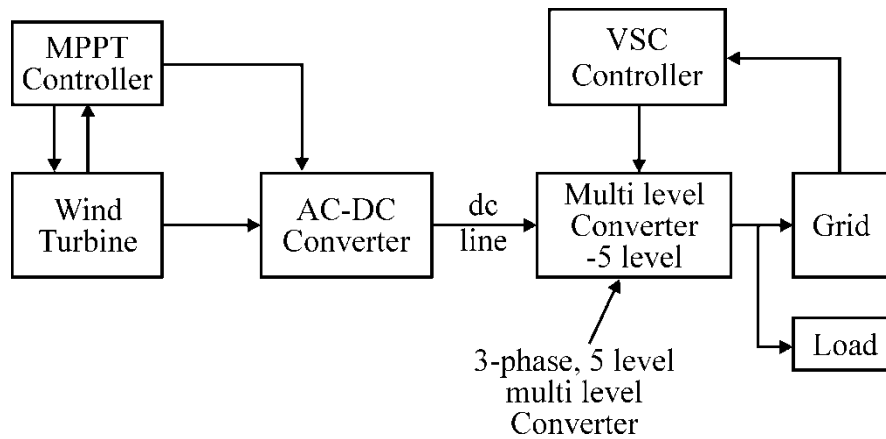 MPPT
Controller
VSC
Controller
Wind
Turbine
AC-DC
Converter
dc
line
Multi level
Converter
-5 level
Grid
Load
3-phase, 5 level
multi level
Converter